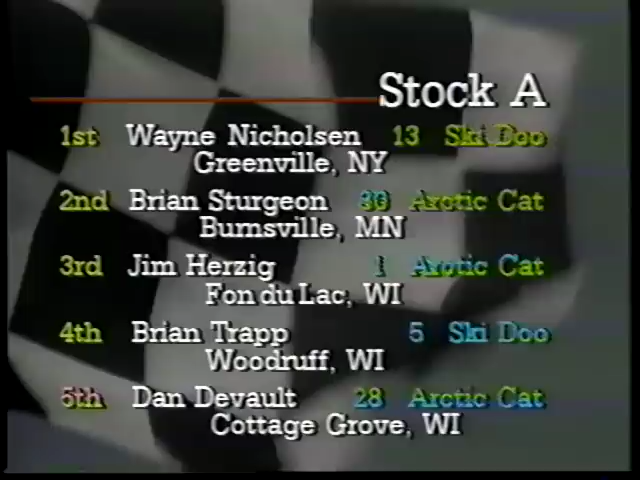 Stock A
1st Wayne Nicholsen 13 Ski Doo
Greenville, NY
2nd Brian Sturgeon Arctic Cat
Burnsville, MN
3rd Jim Herzig 1 Arctic Cat
Fon du Lac, WI
4th Brian Trapp 5 Ski Doo
Woodruff, WI
5th Dan Devault 28 Arctic Cat
Cottage Grove, WI